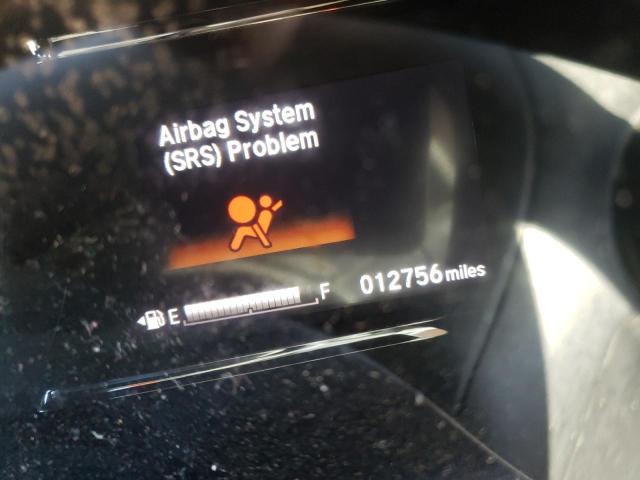 Airbag System
(SRS) Problem
E F 012756 miles